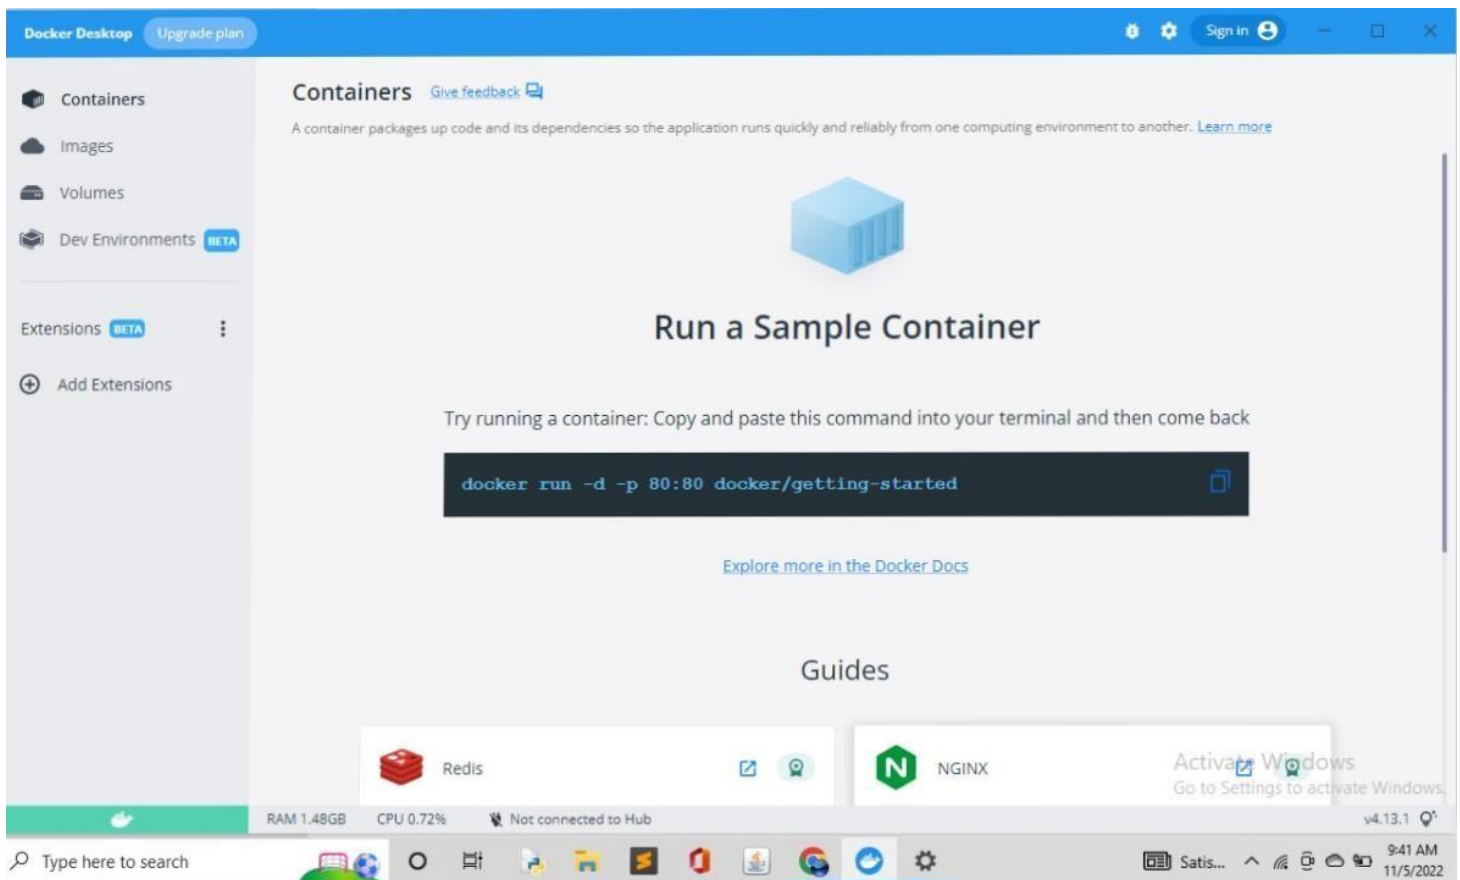 Docker Desktop Upgrade plan Sign in
Containers
Images
Volumes
Dev Environments BETA
Extensions BETA
Add Extensions
Containers Give feedback
A container packages up code and its dependencies so the application runs quickly and reliably from one computing environment to another. Learn more
Run a Sample Container
Try running a container: Copy and paste this command into your terminal and then come back
docker run -d -p 80:80 docker/getting-started
Explore more in the Docker Docs
Guides
Redis
NGINX
Activate Windows
Go to Settings to activate Windows.
RAM 1.48GB CPU 0.72% Not connected to Hub v4.13.1
Type here to search Satis... 9:41 AM
11/5/2022